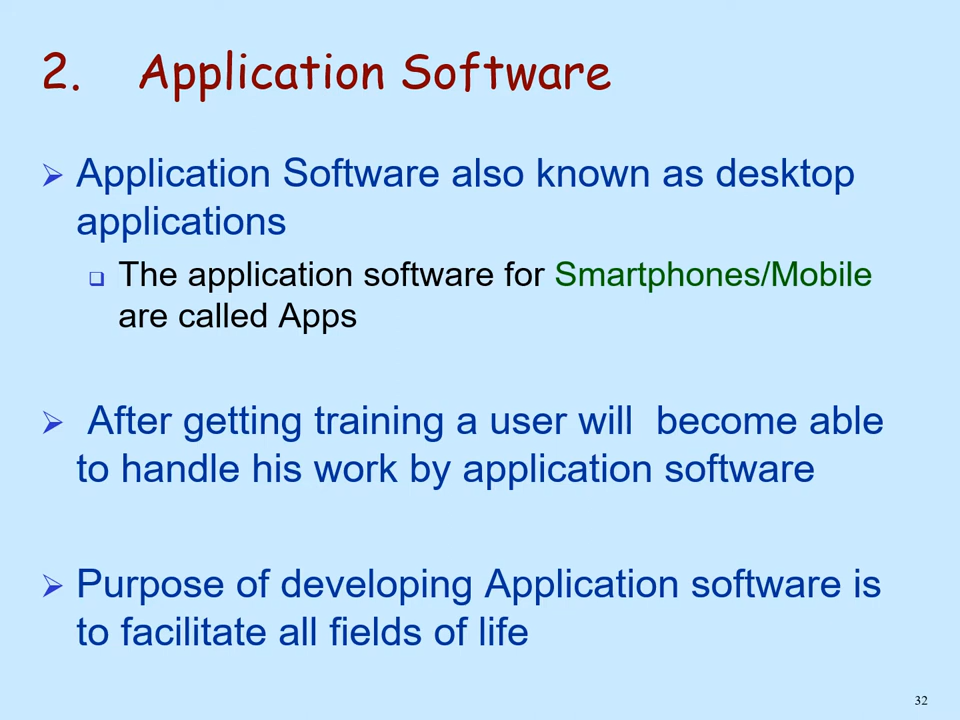 2. Application Software
Application Software also known as desktop
applications
The application software for Smartphones/Mobile
are called Apps
After getting training a user will become able
to handle his work by application software
Purpose of developing Application software is
to facilitate all fields of life
32